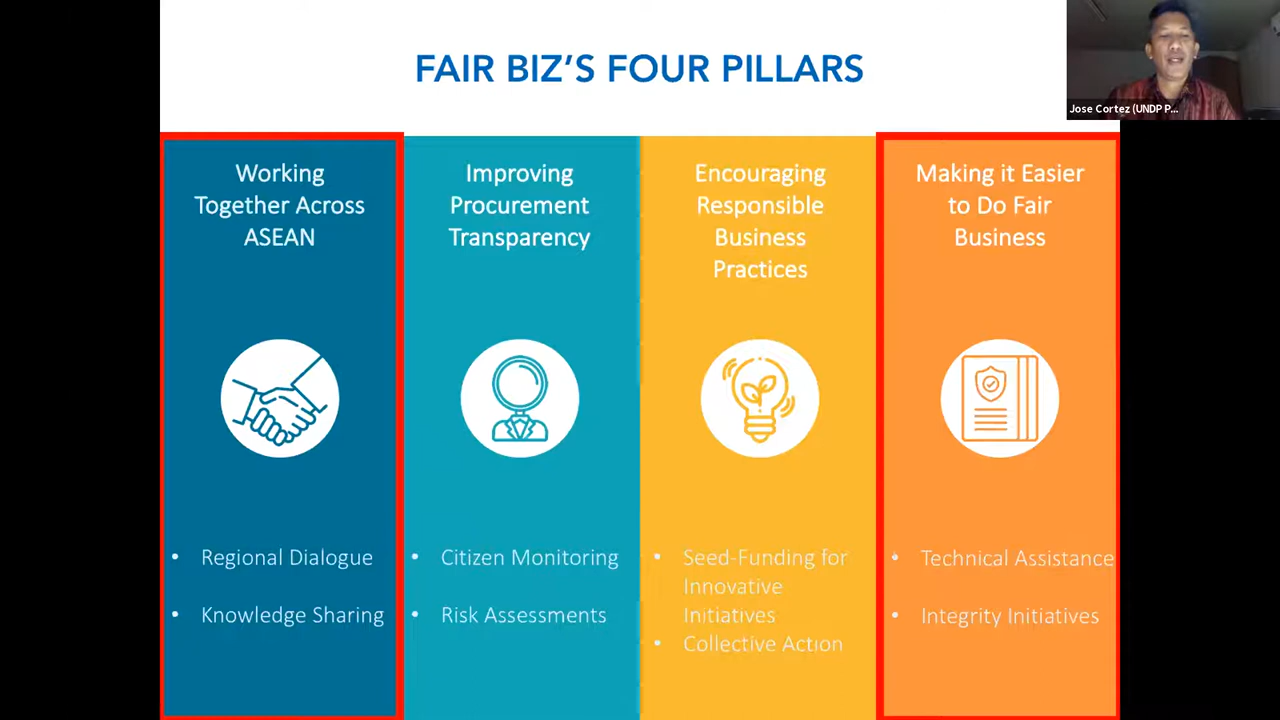 FAIR BIZ'S FOUR PILLARS
Jose Cortez (UNDP P...
Working
Together Across
ASEAN
Improving
Procurement
Transparency
Encouraging
Responsible
Business
Practices
Making it Easier
to Do Fair
Business
• Regional Dialogue
• Knowledge Sharing
• Citizen Monitoring
• Risk Assessments
• Seed-Funding for
Innovative
Initiatives
• Collective Action
• Technical Assistance
• Integrity Initiatives